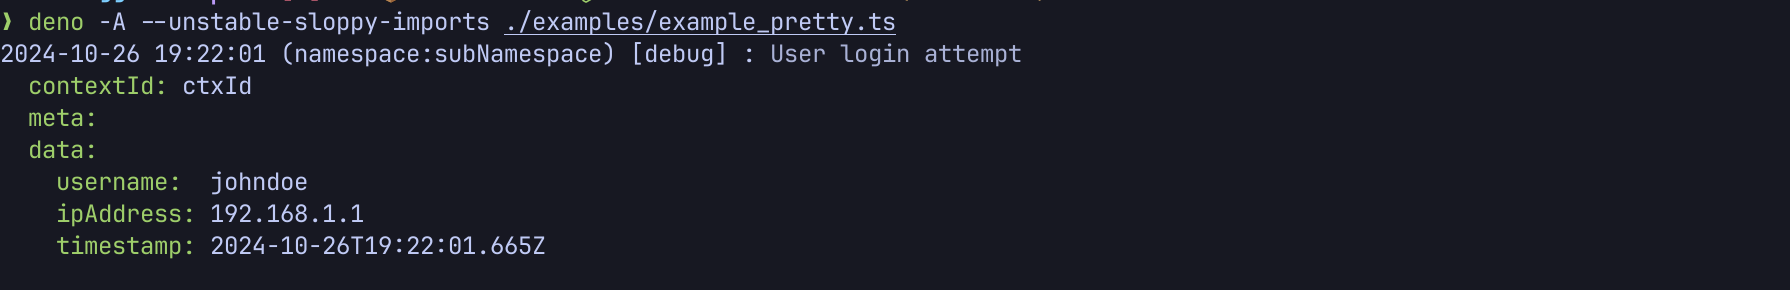 ❯ deno -A --unstable-sloppy-imports ./examples/example_pretty.ts
2024-10-26 19:22:01 (namespace:subNamespace) [debug] : User login attempt
  contextId: ctxId
  meta:
  data:
    username:  johndoe
    ipAddress: 192.168.1.1
    timestamp: 2024-10-26T19:22:01.665Z